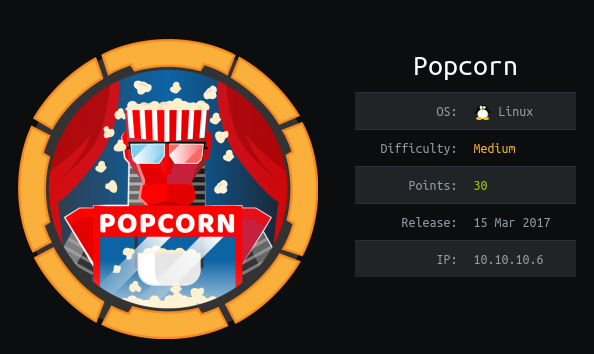 POPCORN
Popcorn
OS: Linux
Difficulty: Medium
Points: 30
Release: 15 Mar 2017
IP: 10.10.10.6